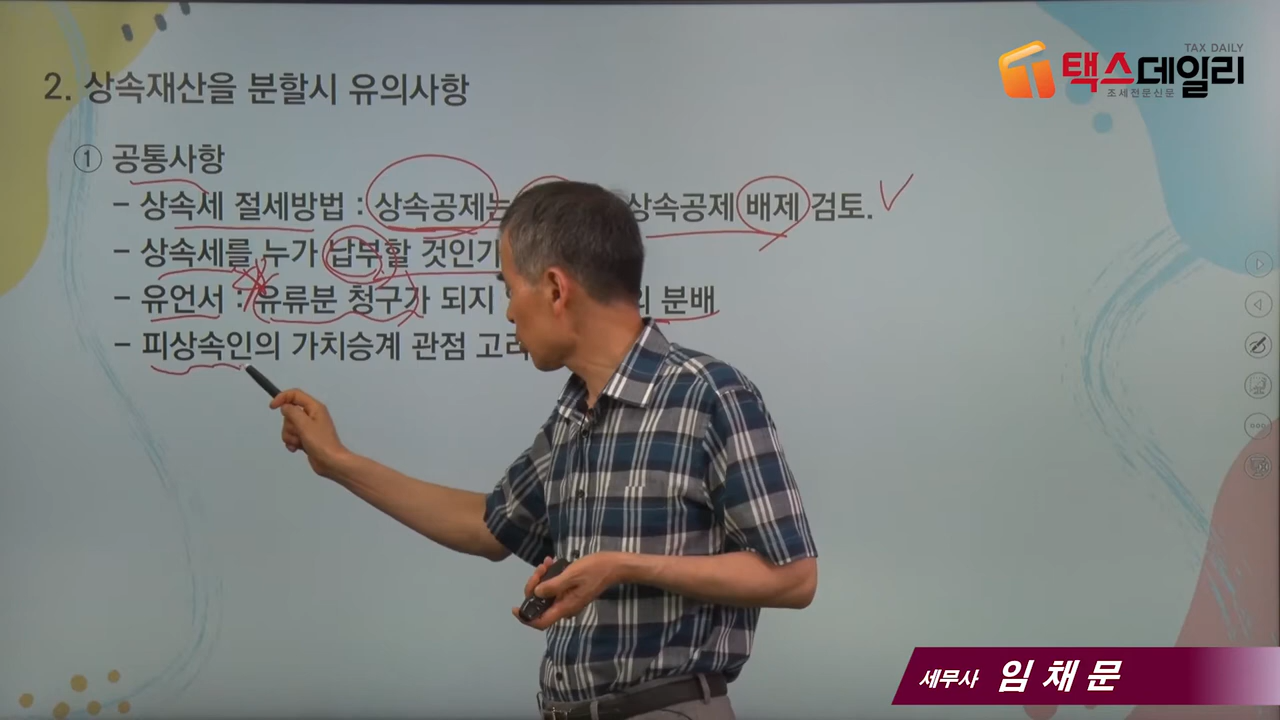 TAX DAILY
택스데일리
조세전문신문
2. 상속재산을 분할시 유의사항
① 공통사항
- 상속세 절세방법 : 상속공제는 상속공제 배제 검토.
- 상속세를 누가 납부할 것인가
- 유언서 : 유류분 청구가 되지 분배
- 피상속인의 가치승계 관점 고려
세무사 임채문